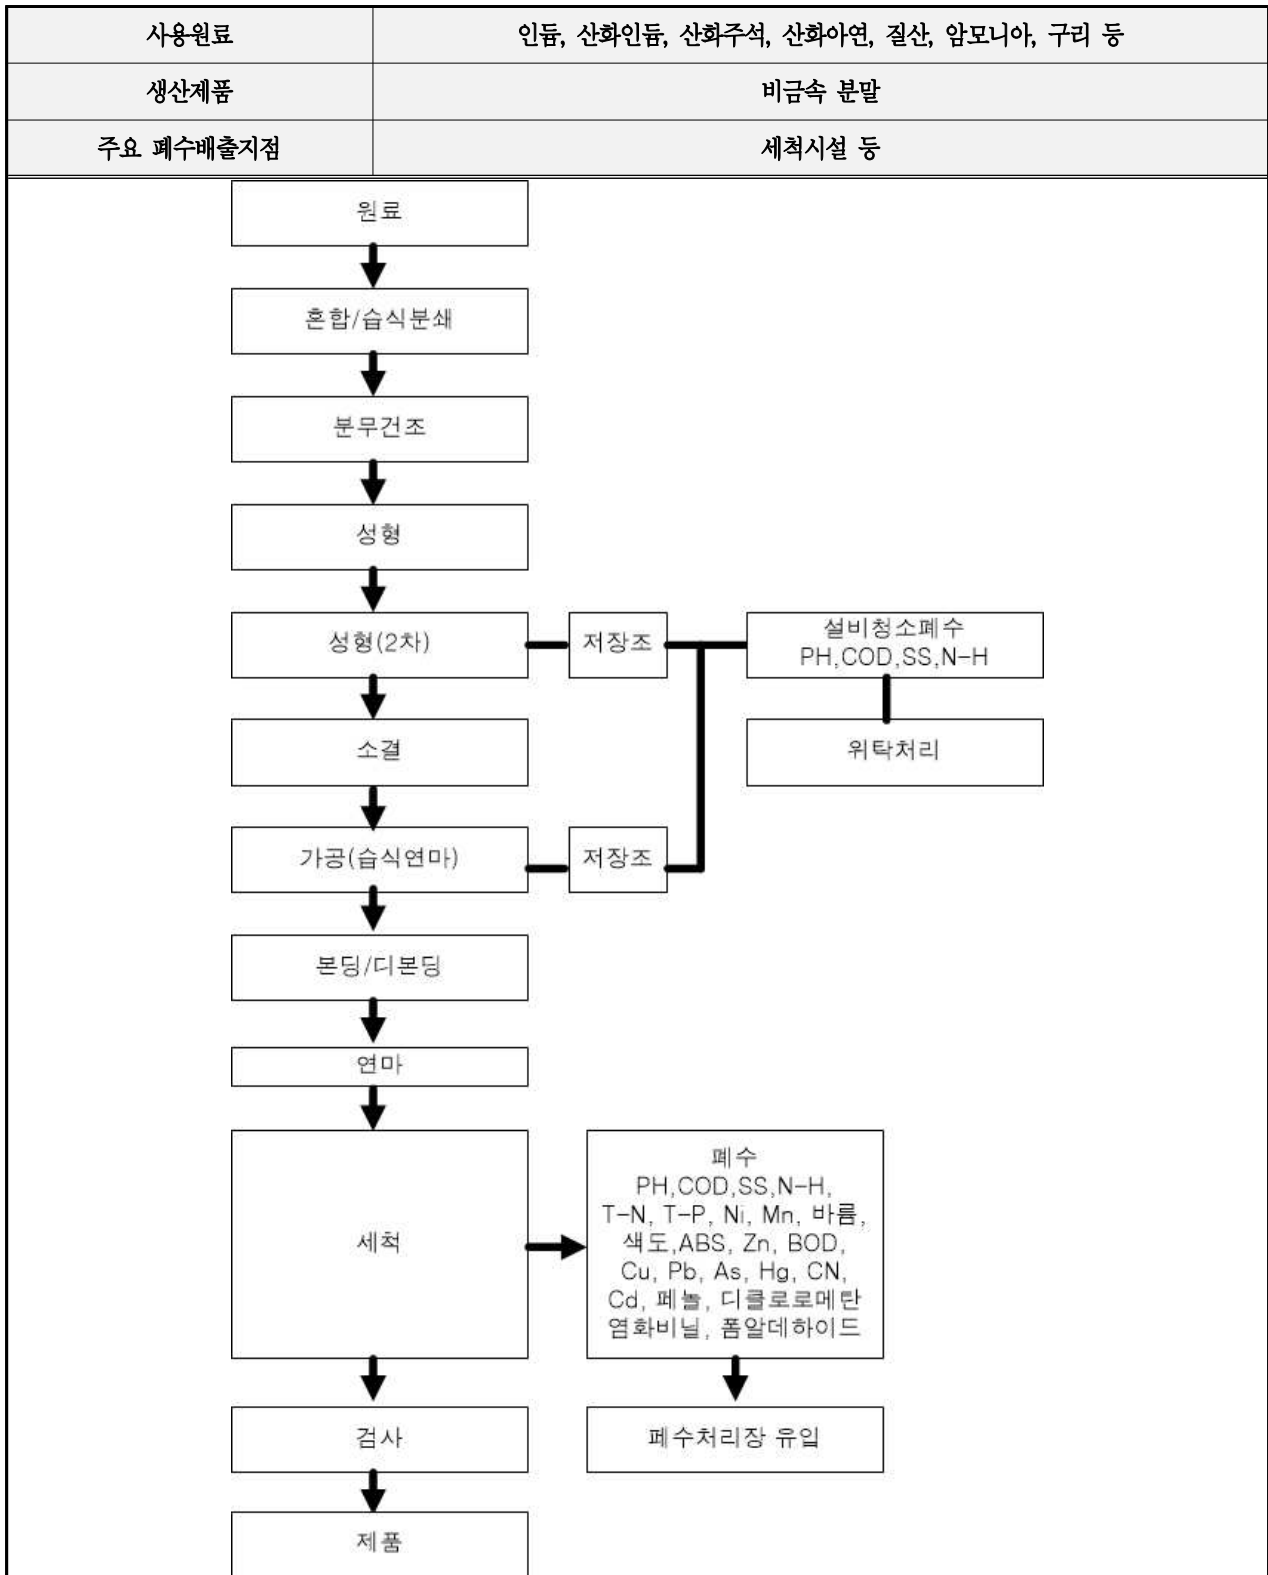 사용원료
인듐, 산화인듐, 산화주석, 산화아연, 질산, 암모니아, 구리 등
생산제품
비금속 분말
주요 폐수배출지점
세척시설 등
원료
혼합/습식분쇄
분무건조
성형
성형(2차)
저장조
설비청소폐수
PH,COD,SS,N-H
소결
위탁처리
가공(습식연마)
저장조
본딩/디본딩
연마
세척
폐수
PH,COD,SS,N-H,
T-N, T-P, Ni, Mn, 바륨,
색도,ABS, Zn, BOD,
Cu, Pb, As, Hg, CN,
Cd, 페놀, 디클로로메탄
염화비닐, 폼알데하이드
검사
폐수처리장 유입
제품